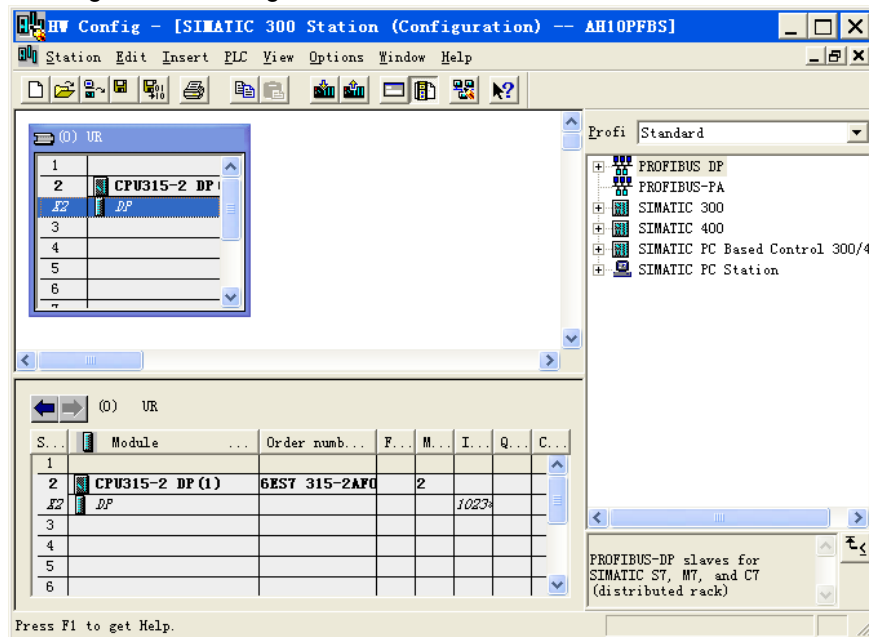 HW Config - [SIMATIC 300 Station (Configuration) -- AH10PFBS]
Station Edit Insert PLC View Options Window Help
(0) UR
1
2 CPU315-2 DP(
X2 DP
3
4
5
6
7
Profi Standard
PROFIBUS DP
PROFIBUS-PA
SIMATIC 300
SIMATIC 400
SIMATIC PC Based Control 300/4
SIMATIC PC Station
(0) UR
S... Module ... Order numb... F... M... I... Q... C...
1
2 CPU315-2 DP(1) 6ES7 315-2AF0 2
X2 DP 1023*
3
4
5
6
PROFIBUS-DP slaves for
SIMATIC S7, M7, and C7
(distributed rack)
Press F1 to get Help.